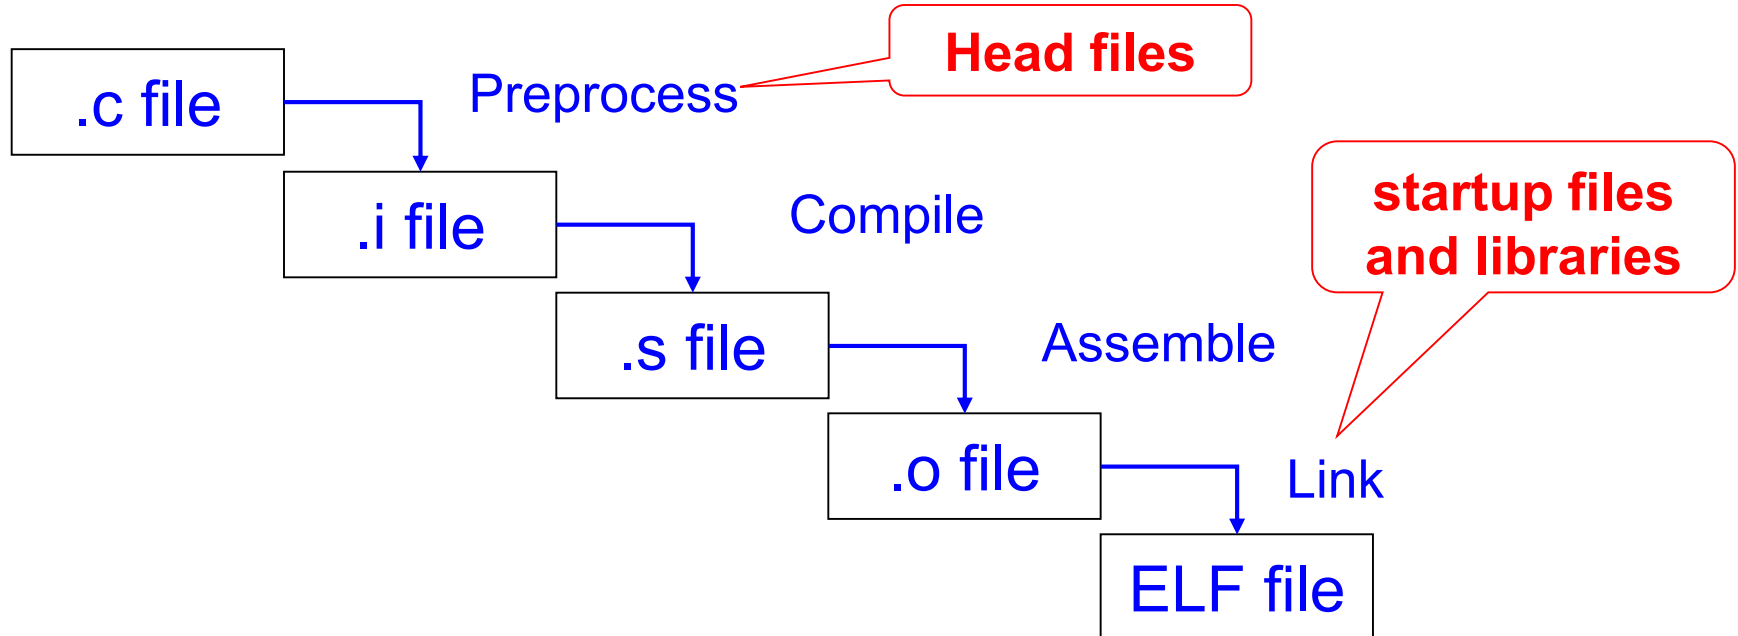 Head files
.c file
Preprocess
startup files
and libraries
.i file
Compile
.s file
Assemble
.o file
Link
ELF file